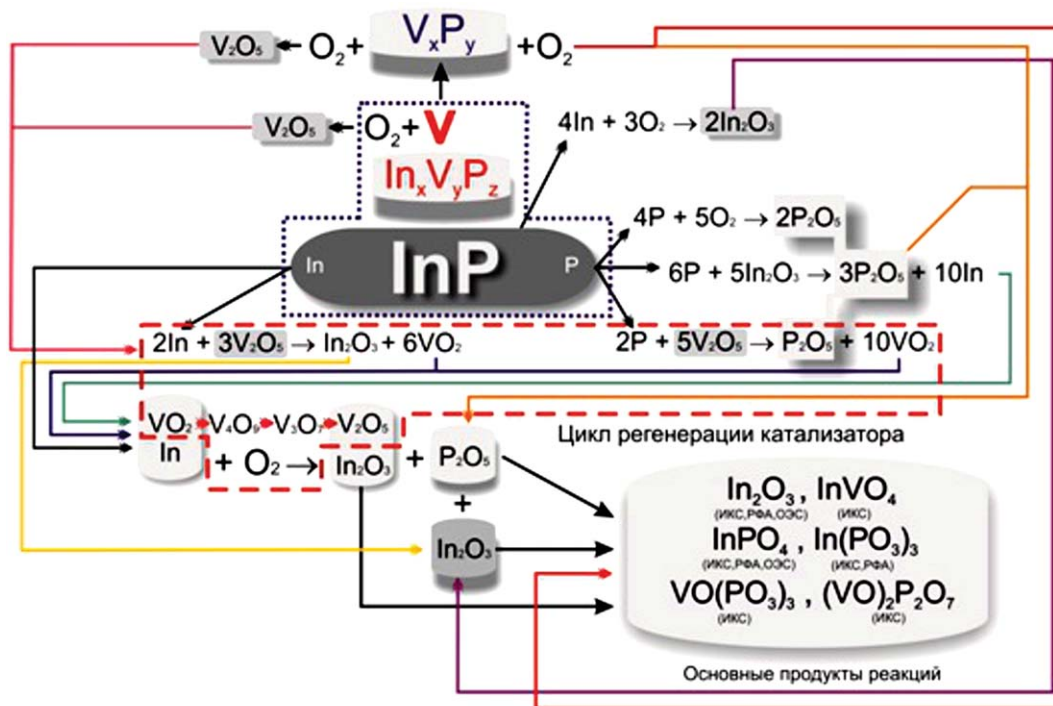 V₂O₅ ← O₂ + VₓPᵧ + O₂
V₂O₅ ← O₂ + V
4In + 3O₂ → 2In₂O₃
InₓVᵧP_z
4P + 5O₂ → 2P₂O₅
In InP P
6P + 5In₂O₃ → 3P₂O₅ + 10In
2In + 3V₂O₅ → In₂O₃ + 6VO₂
2P + 5V₂O₅ → P₂O₅ + 10VO₂
VO₂ → V₄O₉ → V₃O₇ → V₂O₅
Цикл регенерации катализатора
In + O₂ → In₂O₃ + P₂O₅
+
In₂O₃
In₂O₃ , InVO₄
(ИКС,РФА,ОЭС) (ИКС)
InPO₄ , In(PO₃)₃
(ИКС,РФА,ОЭС) (ИКС,РФА)
VO(PO₃)₃ , (VO)₂P₂O₇
(ИКС) (ИКС)
Основные продукты реакций